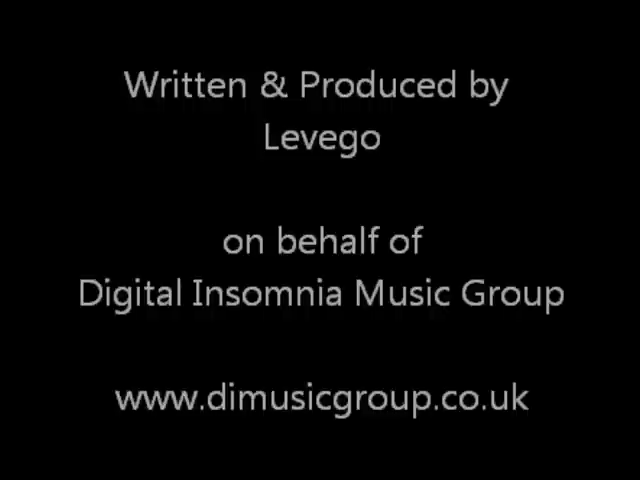 Written & Produced by
Levego
on behalf of
Digital Insomnia Music Group
www.dimusicgroup.co.uk